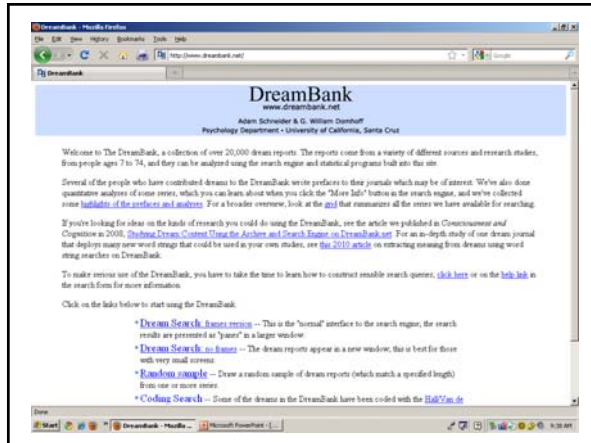 DreamBank - Mozilla Firefox
File Edit View History Bookmarks Tools Help
http://www.dreambank.net/
Google
DreamBank
DreamBank
www.dreambank.net
Adam Schneider & G. William Domhoff
Psychology Department - University of California, Santa Cruz
Welcome to The DreamBank, a collection of over 20,000 dream reports. The reports come from a variety of different sources and research studies,
from people ages 7 to 74, and they can be analyzed using the search engine and statistical programs built into this site.
Several of the people who have contributed dreams to the DreamBank wrote prefaces to their journals which may be of interest. We've also done
quantitative analyses of some series, which you can learn about when you click the "More Info" button in the search engine, and we've collected
some highlights of the prefaces and analyses. For a broader overview, look at the grid that summarizes all the series we have available for searching.
If you're looking for ideas on the kinds of research you could do using the DreamBank, see the article we published in Consciousness and
Cognition in 2008, Studying Dream Content Using the Archive and Search Engine on DreamBank.net. For an in-depth study of one dream journal
that deploys many new word strings that could be used in your own studies, see this 2010 article on extracting meaning from dreams using word
string searches on DreamBank.
To make serious use of the DreamBank, you have to take the time to learn how to construct sensible search queries; click here or on the help link in
the search form for more information.
Click on the links below to start using the DreamBank:
* Dream Search: frames version -- This is the "normal" interface to the search engine; the search
results are presented as "panes" in a larger window.
* Dream Search: no frames -- The dream reports appear in a new window; this is best for those
with very small screens.
* Random sample -- Draw a random sample of dream reports (which match a specified length)
from one or more series.
* Coding Search -- Some of the dreams in the DreamBank have been coded with the Hall/Van de
Done
Start
DreamBank - Mozilla ...
Microsoft PowerPoint - [...
9:38 AM